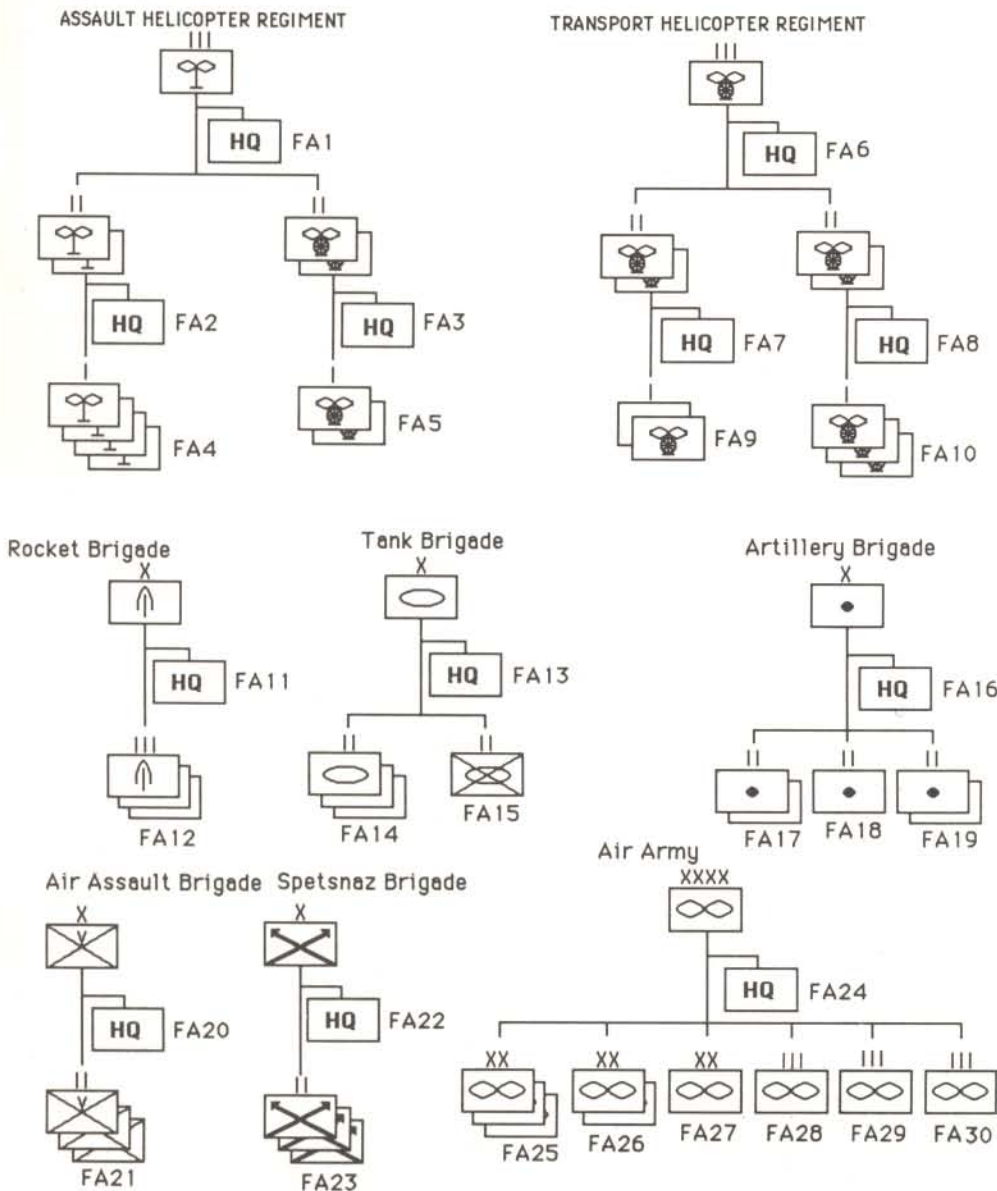 ASSAULT HELICOPTER REGIMENT
III
HQ FA1
II II
HQ FA2 HQ FA3
I I
FA4 FA5
TRANSPORT HELICOPTER REGIMENT
III
HQ FA6
II II
HQ FA7 HQ FA8
I I
FA9 FA10
Rocket Brigade
X
HQ FA11
III
FA12
Tank Brigade
X
HQ FA13
II II
FA14 FA15
Artillery Brigade
X
HQ FA16
II II II
FA17 FA18 FA19
Air Assault Brigade
X
V
HQ FA20
II
V
FA21
Spetsnaz Brigade
X
HQ FA22
II
FA23
Air Army
XXXX
HQ FA24
XX XX XX III III III
FA25 FA26 FA27 FA28 FA29 FA30